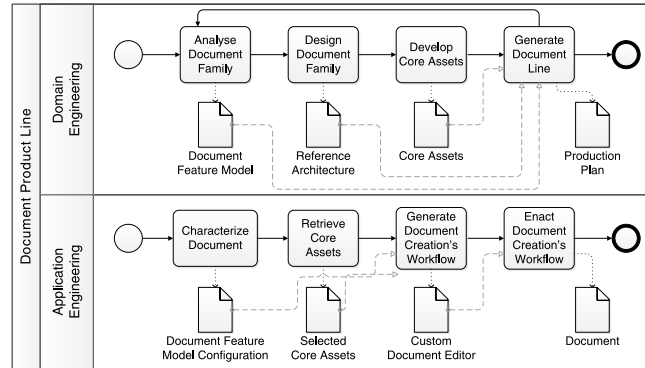 Document Product Line
Domain
Engineering
Analyse
Document
Family
Design
Document
Family
Develop
Core Assets
Generate
Document
Line
Document
Feature Model
Reference
Architecture
Core Assets
Production
Plan
Application
Engineering
Characterize
Document
Retrieve
Core
Assets
Generate
Document
Creation's
Workflow
Enact
Document
Creation's
Workflow
Document Feature
Model Configuration
Selected
Core Assets
Custom
Document Editor
Document